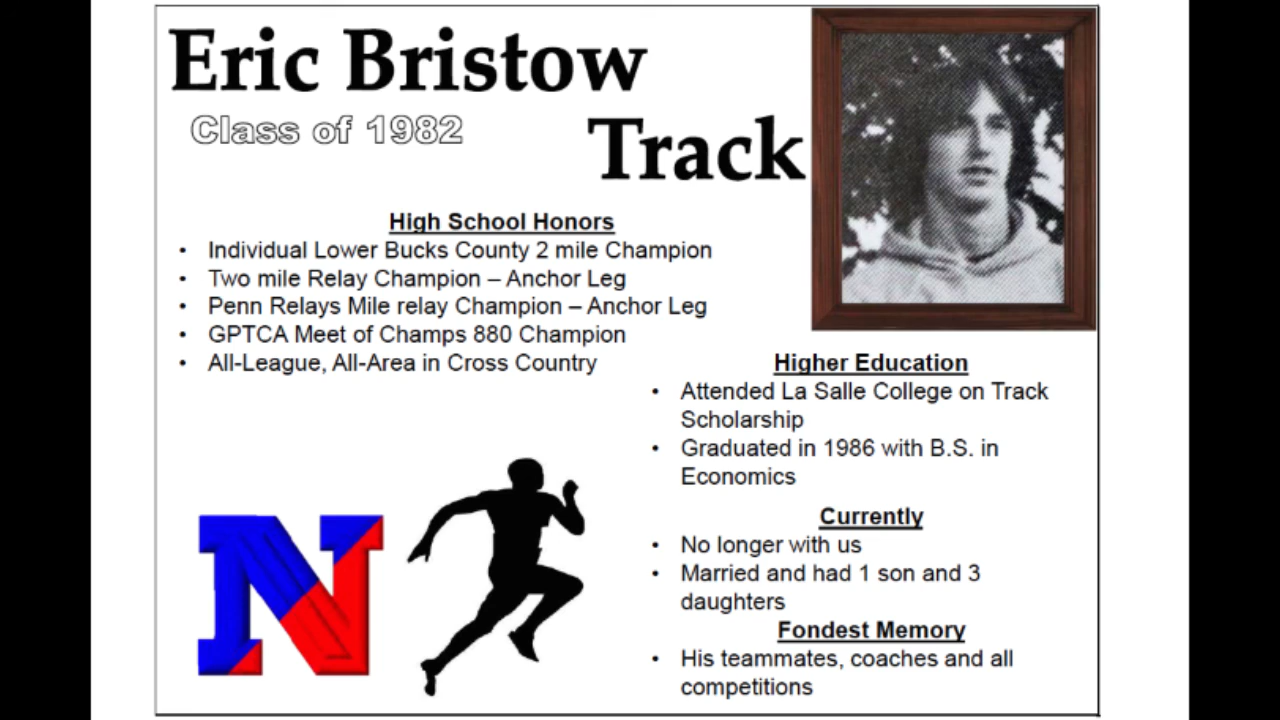 Eric Bristow
Class of 1982
Track
High School Honors
• Individual Lower Bucks County 2 mile Champion
• Two mile Relay Champion – Anchor Leg
• Penn Relays Mile relay Champion – Anchor Leg
• GPTCA Meet of Champs 880 Champion
• All-League, All-Area in Cross Country
Higher Education
• Attended La Salle College on Track
Scholarship
• Graduated in 1986 with B.S. in
Economics
Currently
• No longer with us
• Married and had 1 son and 3
daughters
Fondest Memory
• His teammates, coaches and all
competitions
N